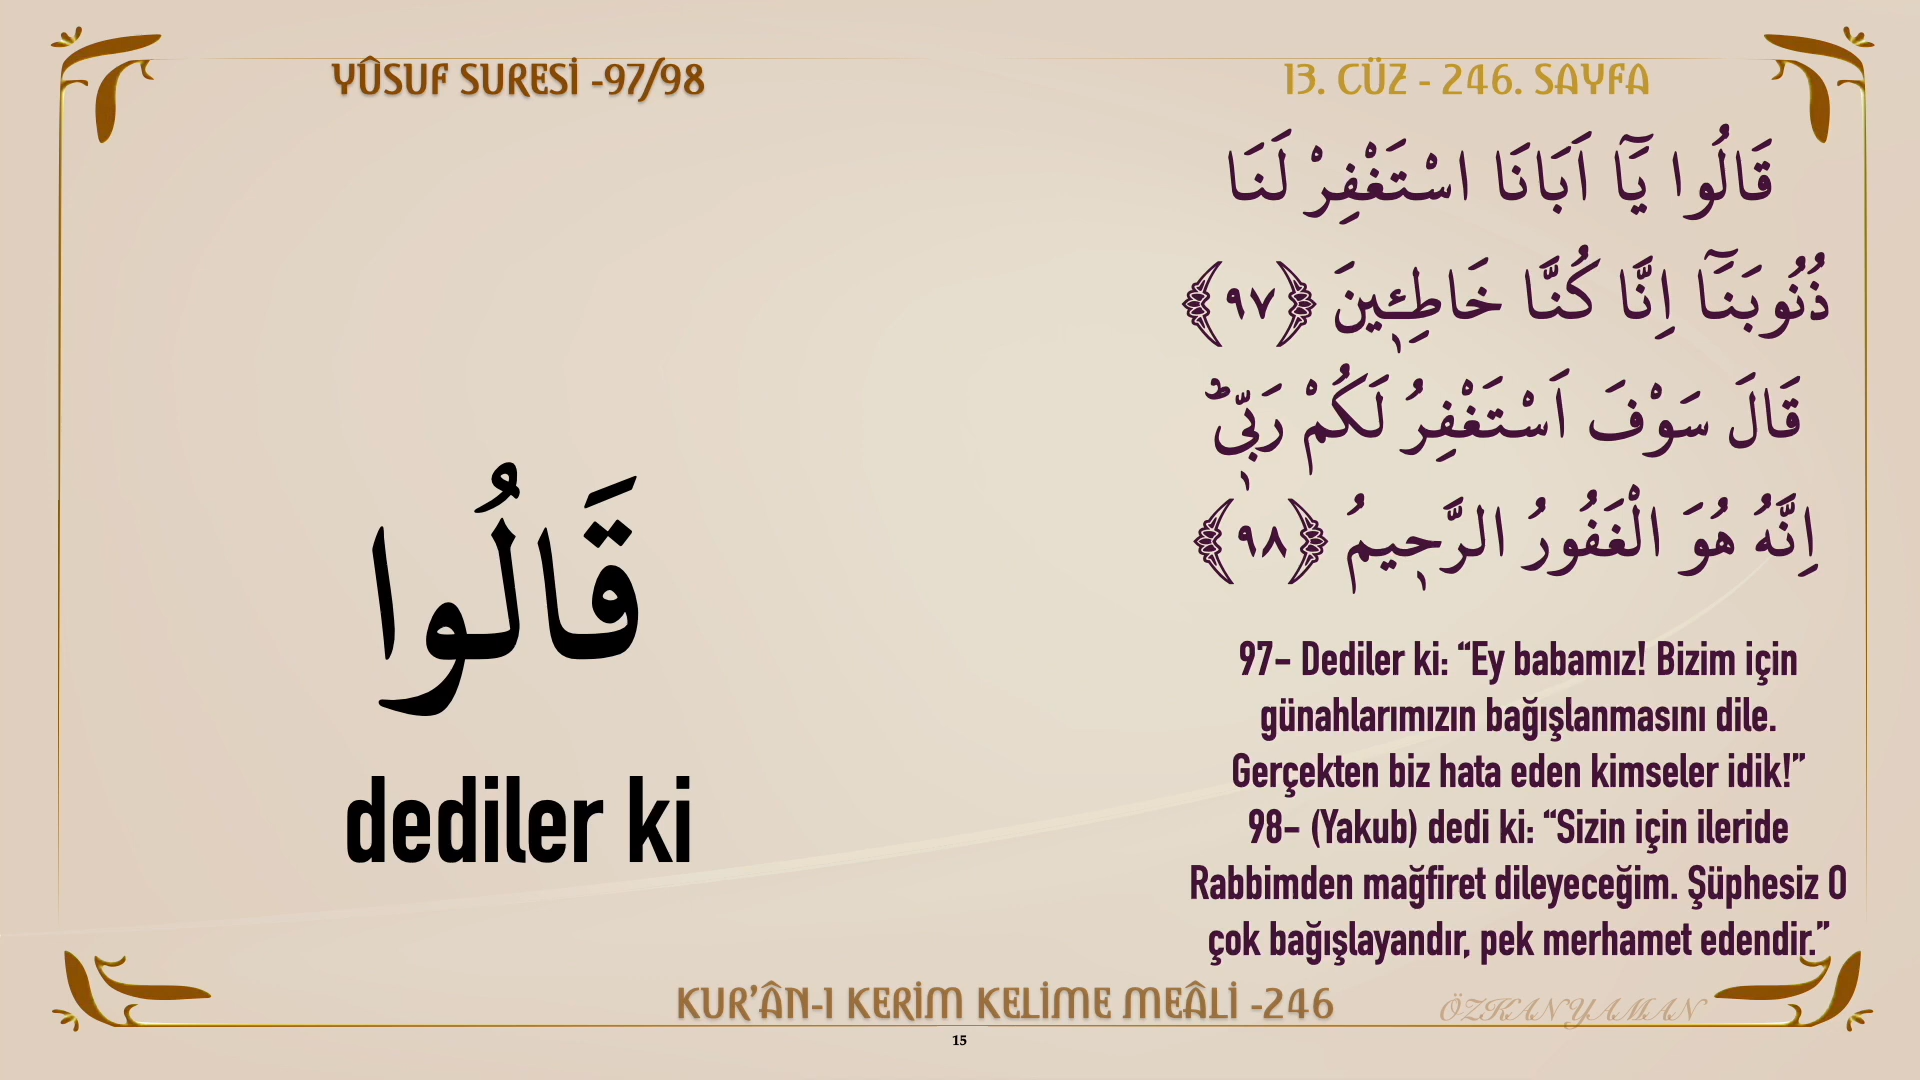 YÛSUF SURESİ -97/98
13. CÜZ - 246. SAYFA
قَالُوا يَٓا اَبَانَا اسْتَغْفِرْ لَنَا
ذُنُوبَنَٓا اِنَّا كُنَّا خَاطِـ۪ٔينَ ﴿٩٧﴾
قَالَ سَوْفَ اَسْتَغْفِرُ لَكُمْ رَبّ۪يۜ
اِنَّهُ هُوَ الْغَفُورُ الرَّح۪يمُ ﴿٩٨﴾
قَالُوا
dediler ki
97- Dediler ki: “Ey babamız! Bizim için
günahlarımızın bağışlanmasını dile.
Gerçekten biz hata eden kimseler idik!”
98- (Yakub) dedi ki: “Sizin için ileride
Rabbimden mağfiret dileyeceğim. Şüphesiz O
çok bağışlayandır, pek merhamet edendir.”
KUR’ÂN-I KERİM KELİME MEÂLİ -246
ÖZKAN YAMAN
15